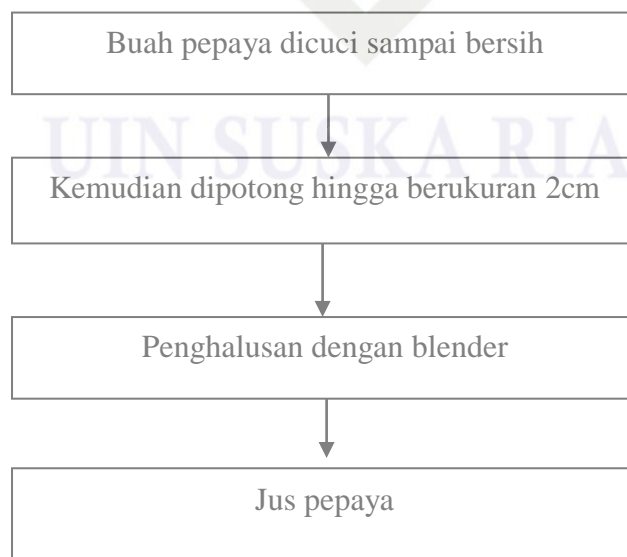 Buah pepaya dicuci sampai bersih
UIN SUSKA RIA
Kemudian dipotong hingga berukuran 2cm
Penghalusan dengan blender
Jus pepaya